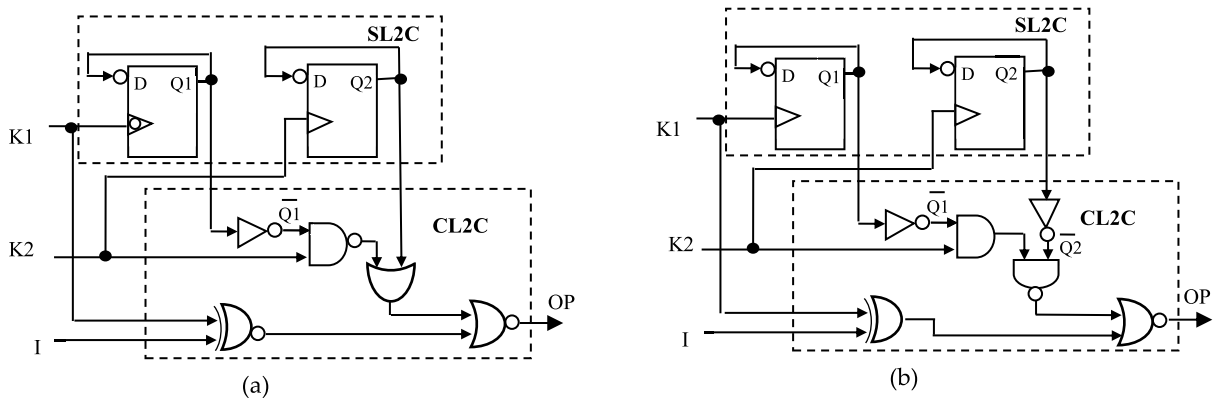 SL2C
D Q1
D Q2
K1
Q1
CL2C
K2
OP
I
(a)
SL2C
D Q1
D Q2
K1
Q1
CL2C
K2
Q2
OP
I
(b)